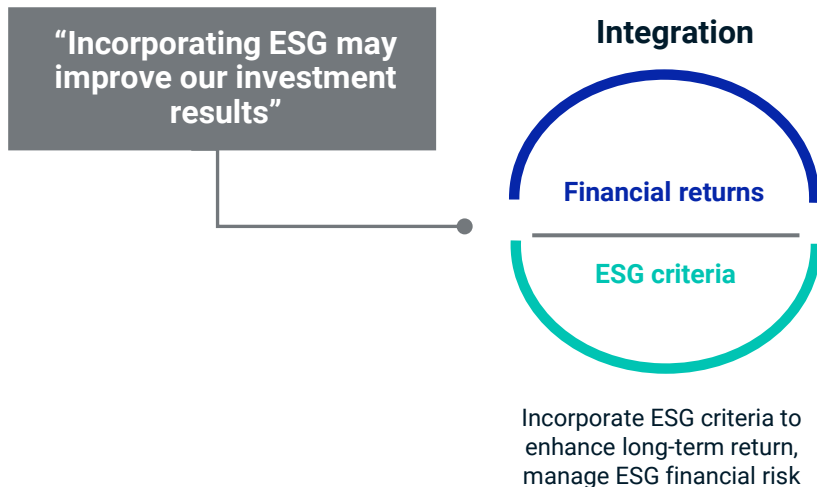 “Incorporating ESG may
improve our investment
results”
Integration
Financial returns
ESG criteria
Incorporate ESG criteria to
enhance long-term return,
manage ESG financial risk